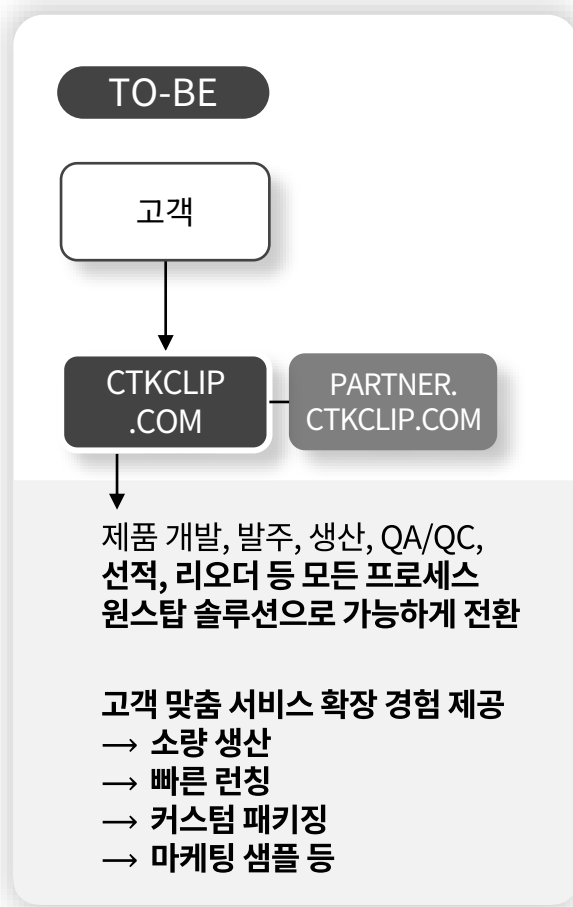 TO-BE
고객
CTKCLIP
.COM
PARTNER.
CTKCLIP.COM
제품 개발, 발주, 생산, QA/QC,
선적, 리오더 등 모든 프로세스
원스탑 솔루션으로 가능하게 전환
고객 맞춤 서비스 확장 경험 제공
→ 소량 생산
→ 빠른 런칭
→ 커스텀 패키징
→ 마케팅 샘플 등